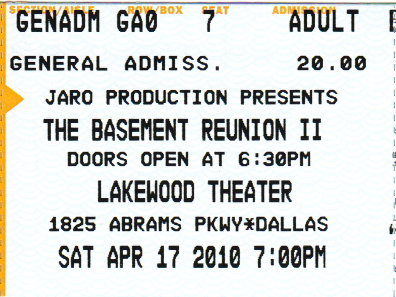 SECTION/AISLE ROW/BOX SEAT ADMISSION
GENADM GA0 7 ADULT
GENERAL ADMISS. 20.00
JARO PRODUCTION PRESENTS
THE BASEMENT REUNION II
DOORS OPEN AT 6:30PM
LAKEWOOD THEATER
1825 ABRAMS PKWY*DALLAS
SAT APR 17 2010 7:00PM